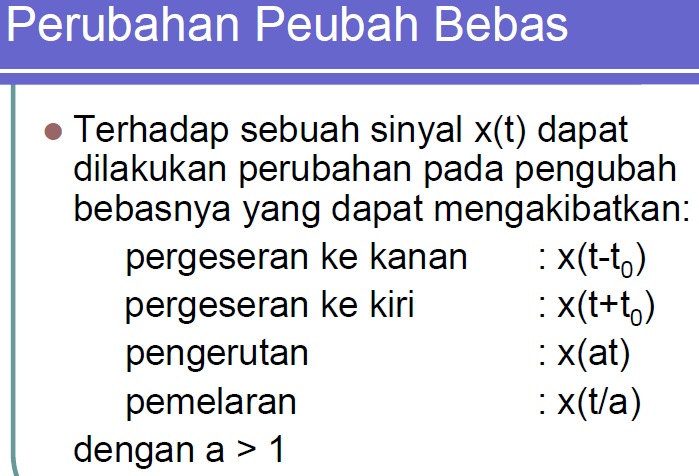 Perubahan Peubah Bebas
Terhadap sebuah sinyal x(t) dapat
dilakukan perubahan pada pengubah
bebasnya yang dapat mengakibatkan:
pergeseran ke kanan : x(t-t₀)
pergeseran ke kiri : x(t+t₀)
pengerutan : x(at)
pemelaran : x(t/a)
dengan a > 1